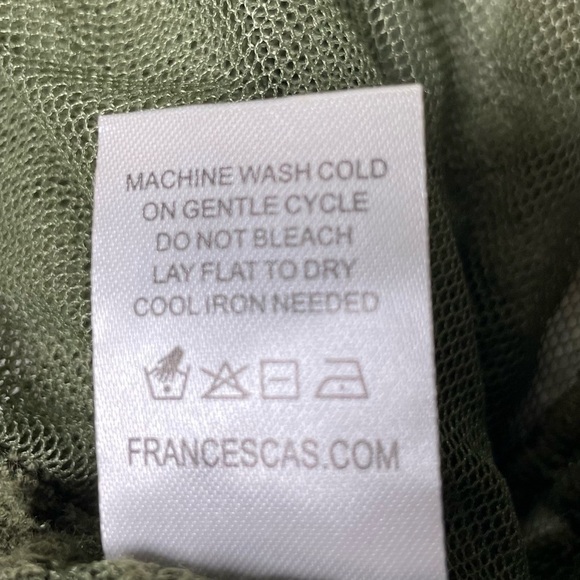 MACHINE WASH COLD
ON GENTLE CYCLE
DO NOT BLEACH
LAY FLAT TO DRY
COOL IRON NEEDED
FRANCESCAS.COM